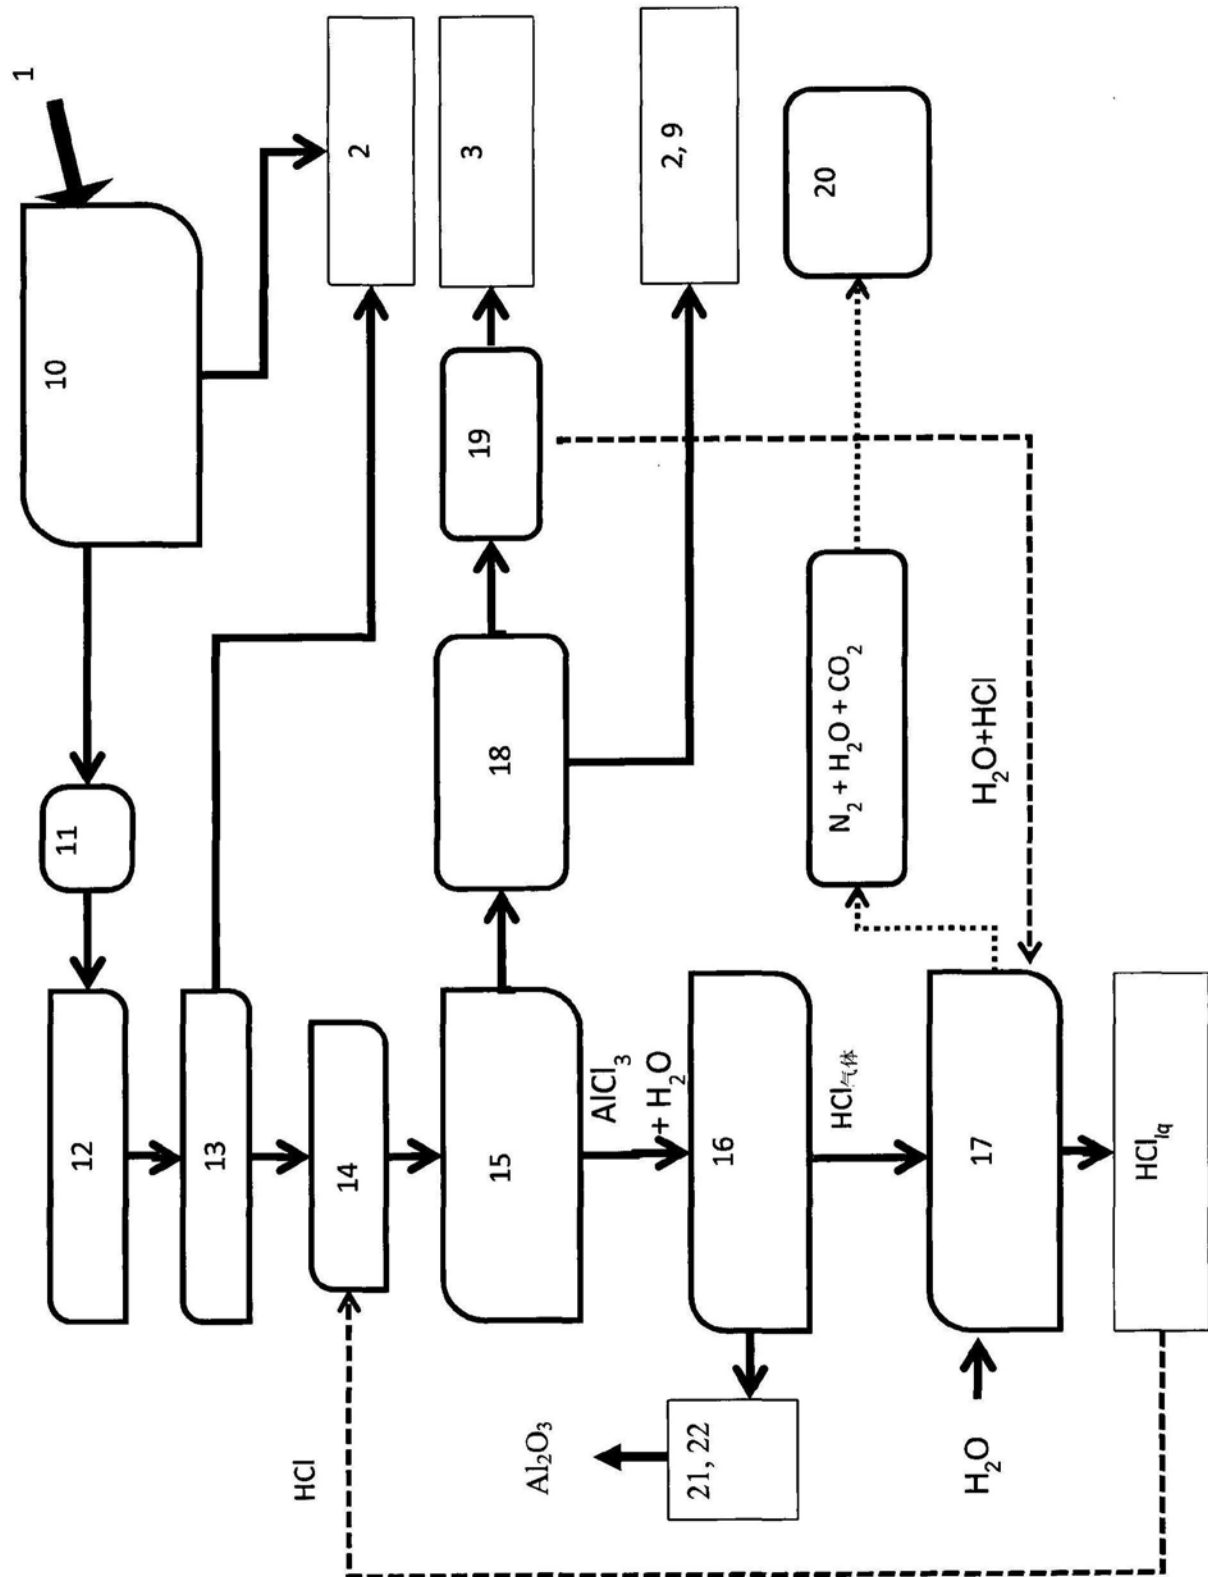 12
11
10
1
13
HCl
14
2
15
18
19
3
Al₂O₃
AlCl₃
+ H₂O
21, 22
16
2, 9
HCl气体
N₂ + H₂O + CO₂
20
H₂O
17
H₂O+HCl
HCl_lq